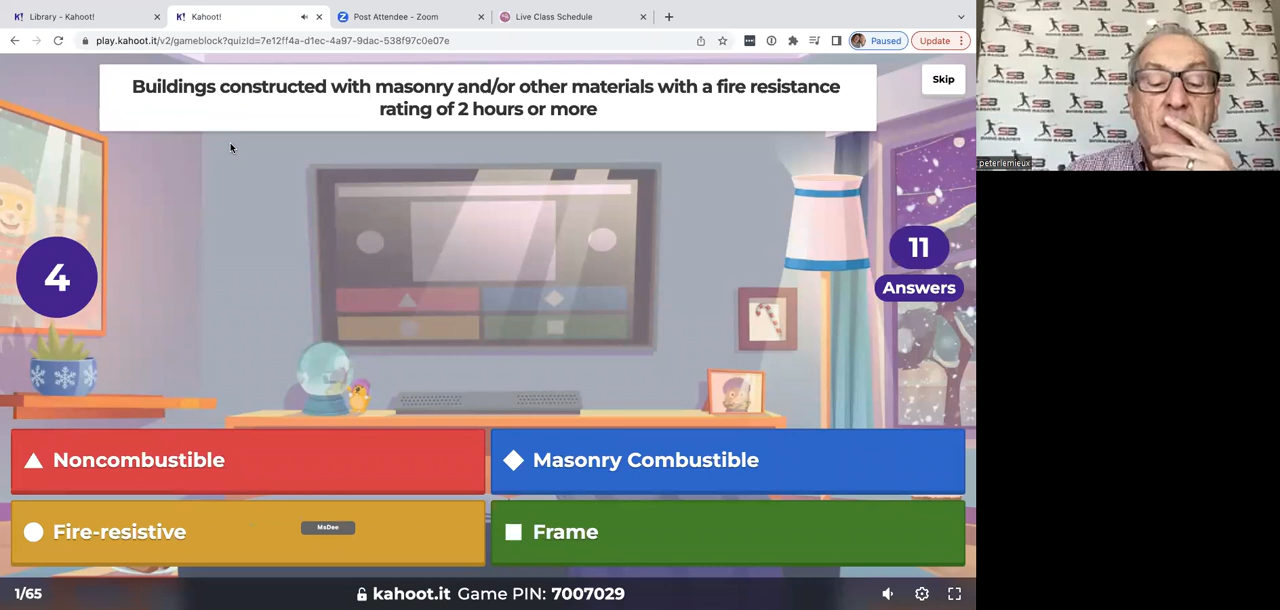 Library - Kahoot!
Kahoot!
Post Attendee - Zoom
Live Class Schedule
play.kahoot.it/v2/gameblock?quizId=7e12ff4a-d1ec-4a97-9dac-538f97c0e07e
Paused
Update
Buildings constructed with masonry and/or other materials with a fire resistance
rating of 2 hours or more
Skip
4
11
Answers
Noncombustible
Masonry Combustible
Fire-resistive
MsDee
Frame
1/65
kahoot.it Game PIN: 7007029
peterlemieux